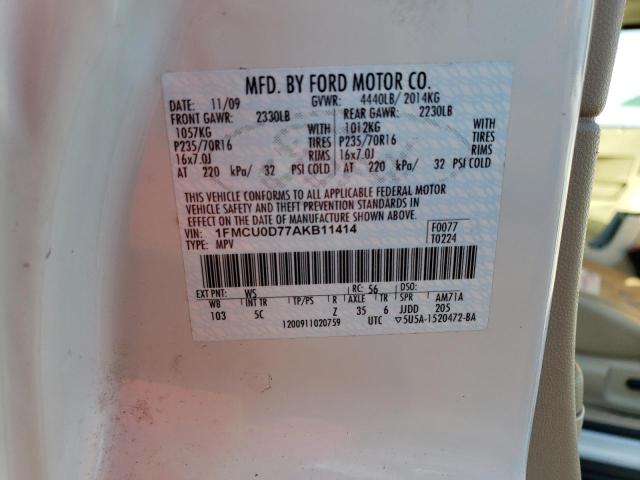 MFD. BY FORD MOTOR CO.
DATE: 11/09 GVWR: 4440LB/ 2014KG
FRONT GAWR: 2330LB REAR GAWR: 2230LB
1057KG WITH 1012KG WITH
P235/70R16 TIRES P235/70R16 TIRES
16x7.0J RIMS 16x7.0J RIMS
AT 220 kPa/ 32 PSI COLD AT 220 kPa/ 32 PSI COLD
THIS VEHICLE CONFORMS TO ALL APPLICABLE FEDERAL MOTOR
VEHICLE SAFETY AND THEFT PREVENTION STANDARDS IN
EFFECT ON THE DATE OF MANUFACTURE SHOWN ABOVE.
VIN: 1FMCU0D77AKB11414 F0077
TYPE: MPV T0224
EXT PNT: WS RC: 56 DSO:
WB INT TR TP/PS R AXLE TR SPR AM71A
103 5C Z 35 6 JJDD 205
1200911020759 UTC ▽5U5A-1520472-BA